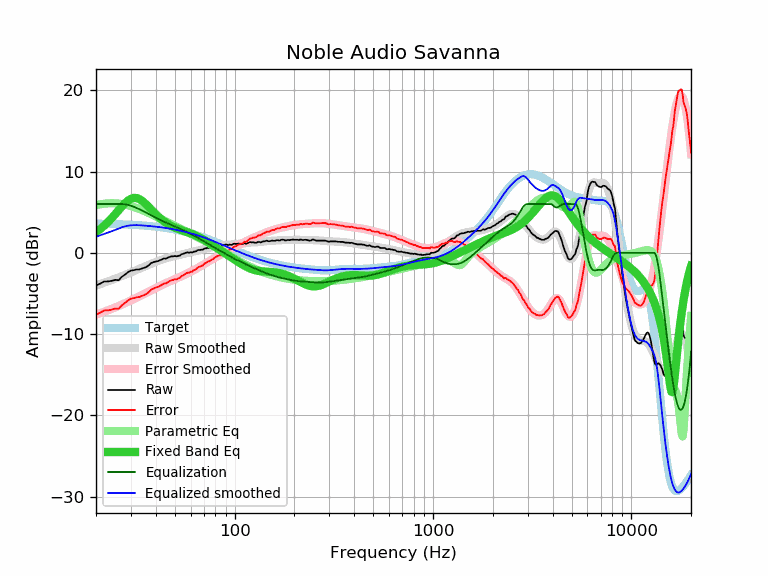 Noble Audio Savanna
Amplitude (dBr)
20
10
0
−10
−20
−30
Target
Raw Smoothed
Error Smoothed
Raw
Error
Parametric Eq
Fixed Band Eq
Equalization
Equalized smoothed
100
1000
10000
Frequency (Hz)